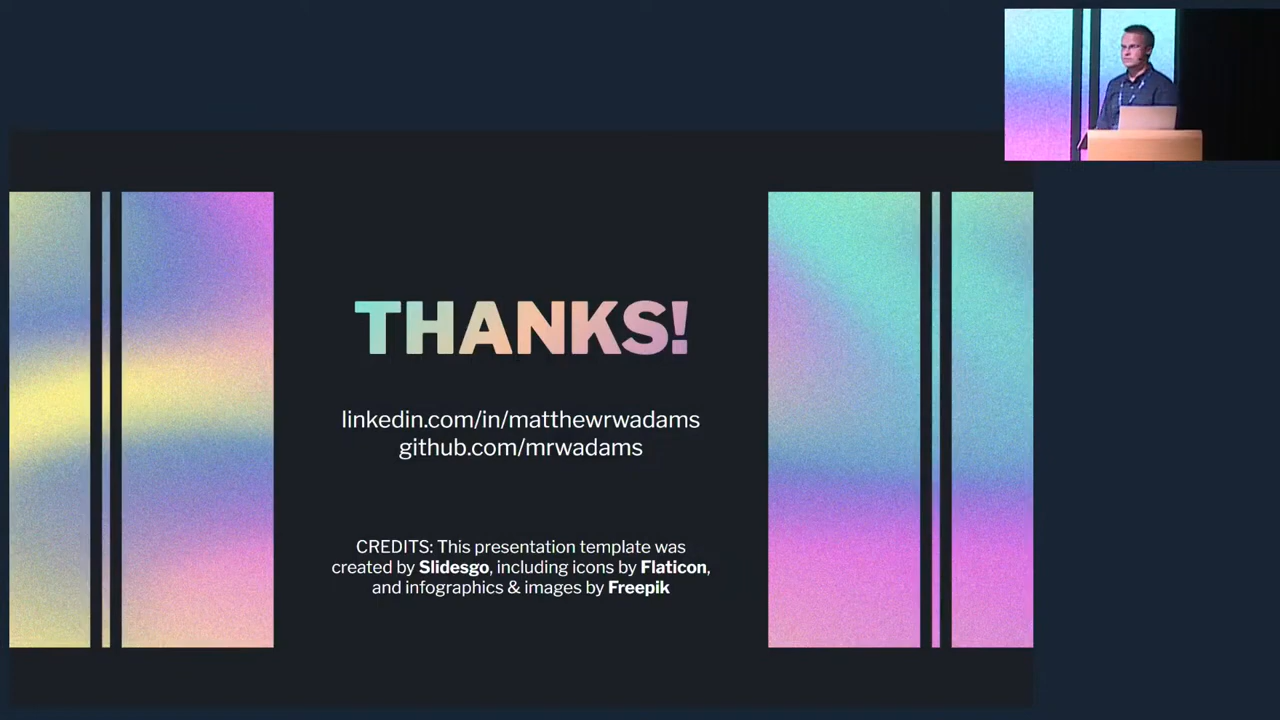 THANKS!
linkedin.com/in/matthewrwadams
github.com/mrwadams
CREDITS: This presentation template was
created by Slidesgo, including icons by Flaticon,
and infographics & images by Freepik